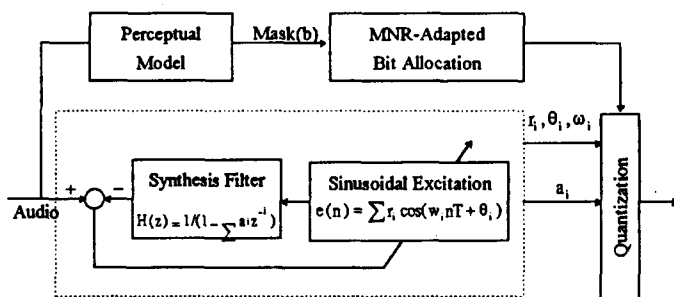 Perceptual
Model
Mask(b)
MNR-Adapted
Bit Allocation
r_i, θ_i, ω_i
+
−
Synthesis Filter
H(z) = 1/(1 − ∑ a_i z^{-i})
Sinusoidal Excitation
e(n) = ∑ r_i cos(w_i nT + θ_i)
a_i
Audio
Quantization